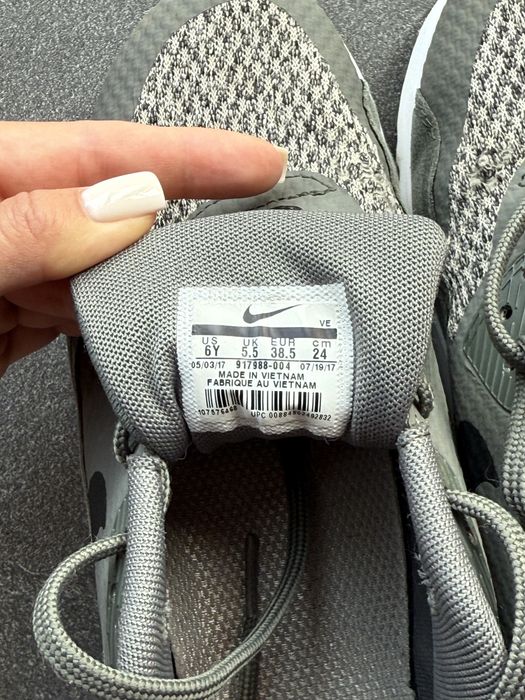 VE
US UK EUR cm
6Y 5.5 38.5 24
05/03/17 917988-004 07/19/17
MADE IN VIETNAM
FABRIQUE AU VIETNAM
UPC